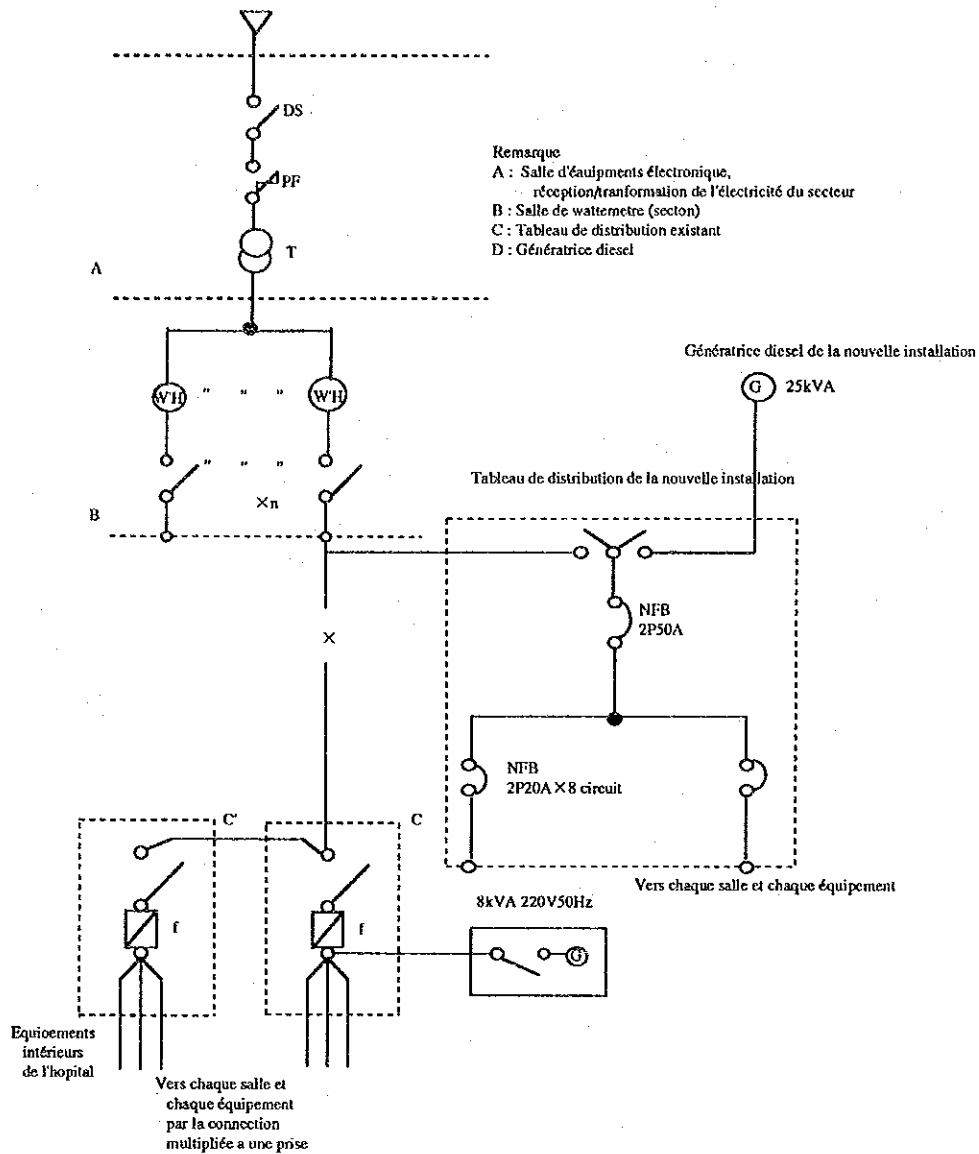 DS
PF
T
A
Remarque
A : Salle d'éauipments électronique,
réception/tranformation de l'électricité du secteur
B : Salle de wattemetre (secton)
C : Tableau de distribution existant
D : Génératrice diesel
Génératrice diesel de la nouvelle installation
G 25kVA
WH " " " WH
" " "
×n
B
Tableau de distribution de la nouvelle installation
NFB
2P50A
×
NFB
2P20A×8 circuit
C' C
Vers chaque salle et chaque équipement
8kVA 220V50Hz
f f
G
Equioements
intérieurs
de l'hopital
Vers chaque salle et
chaque équipement
par la connection
multipliée a une prise